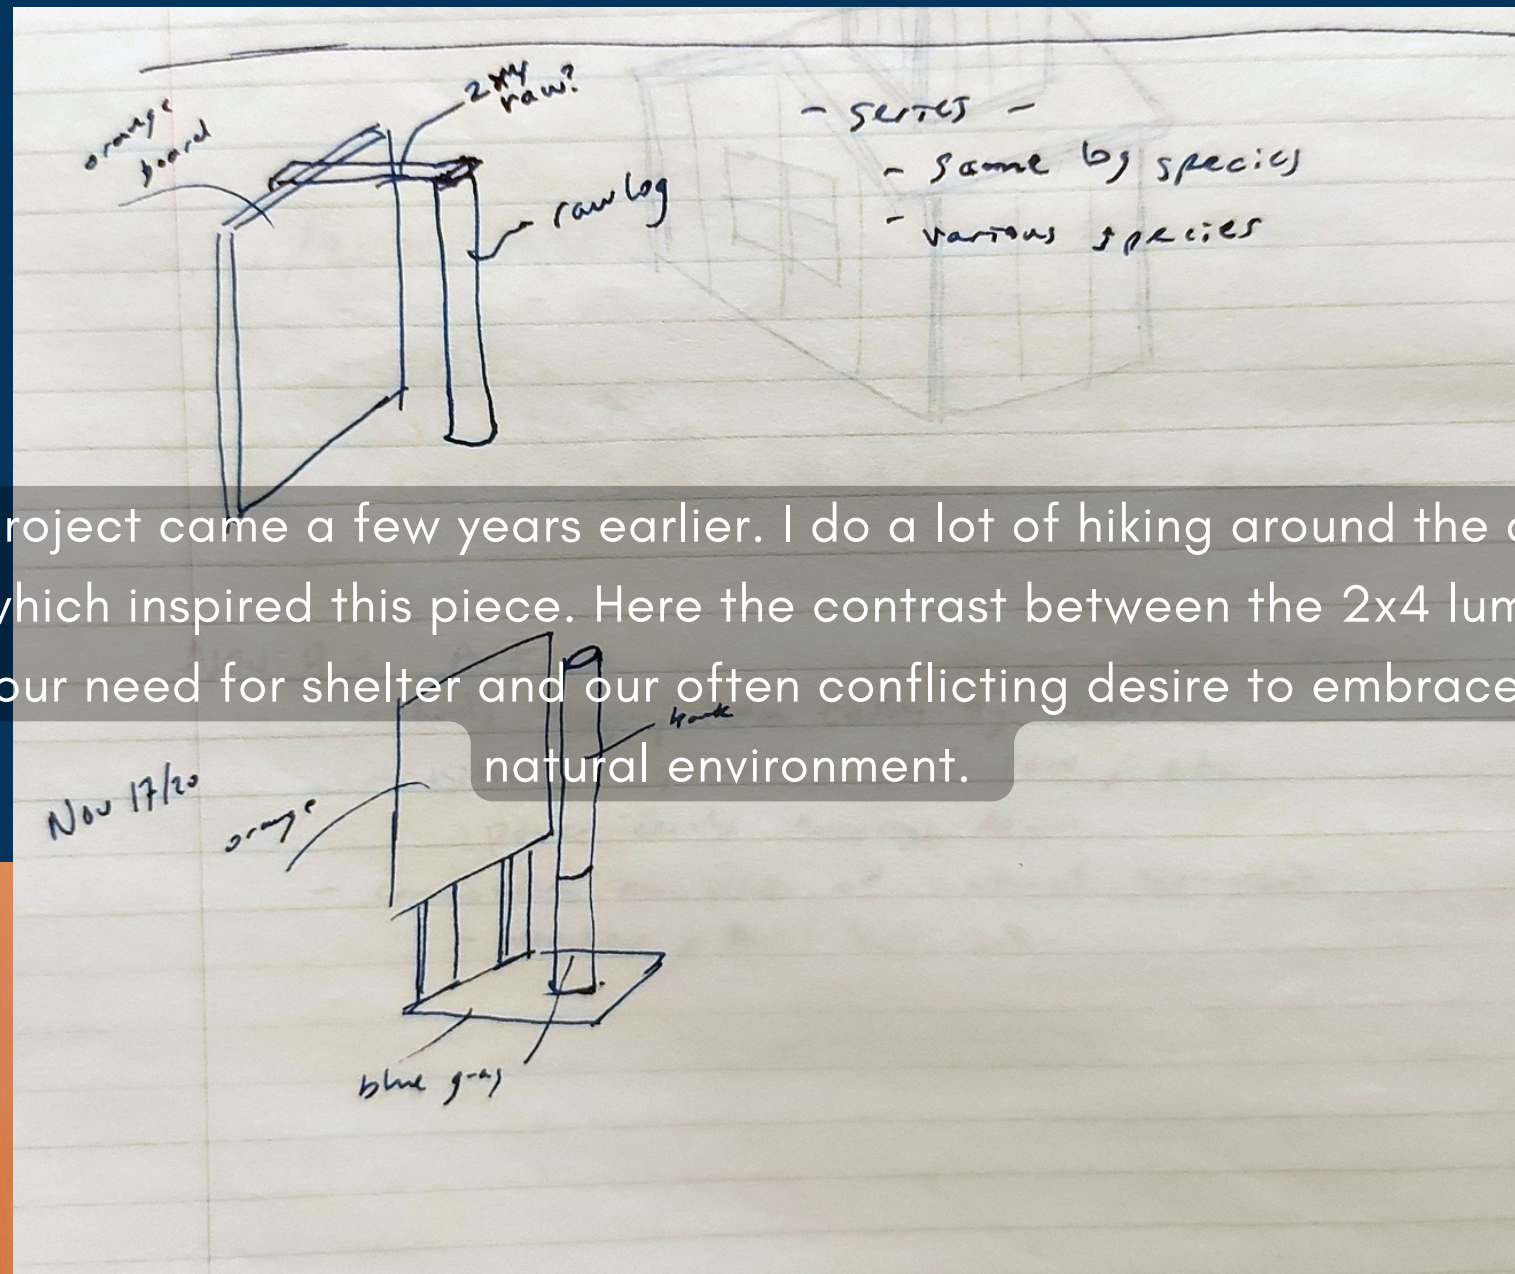 2x4
raw?
orange
board
raw log
- series -
- same log species
- various species
roject came a few years earlier. I do a lot of hiking around the
which inspired this piece. Here the contrast between the 2x4 lum
our need for shelter and our often conflicting desire to embrace
natural environment.
Nov 17/20
orange
blue gray